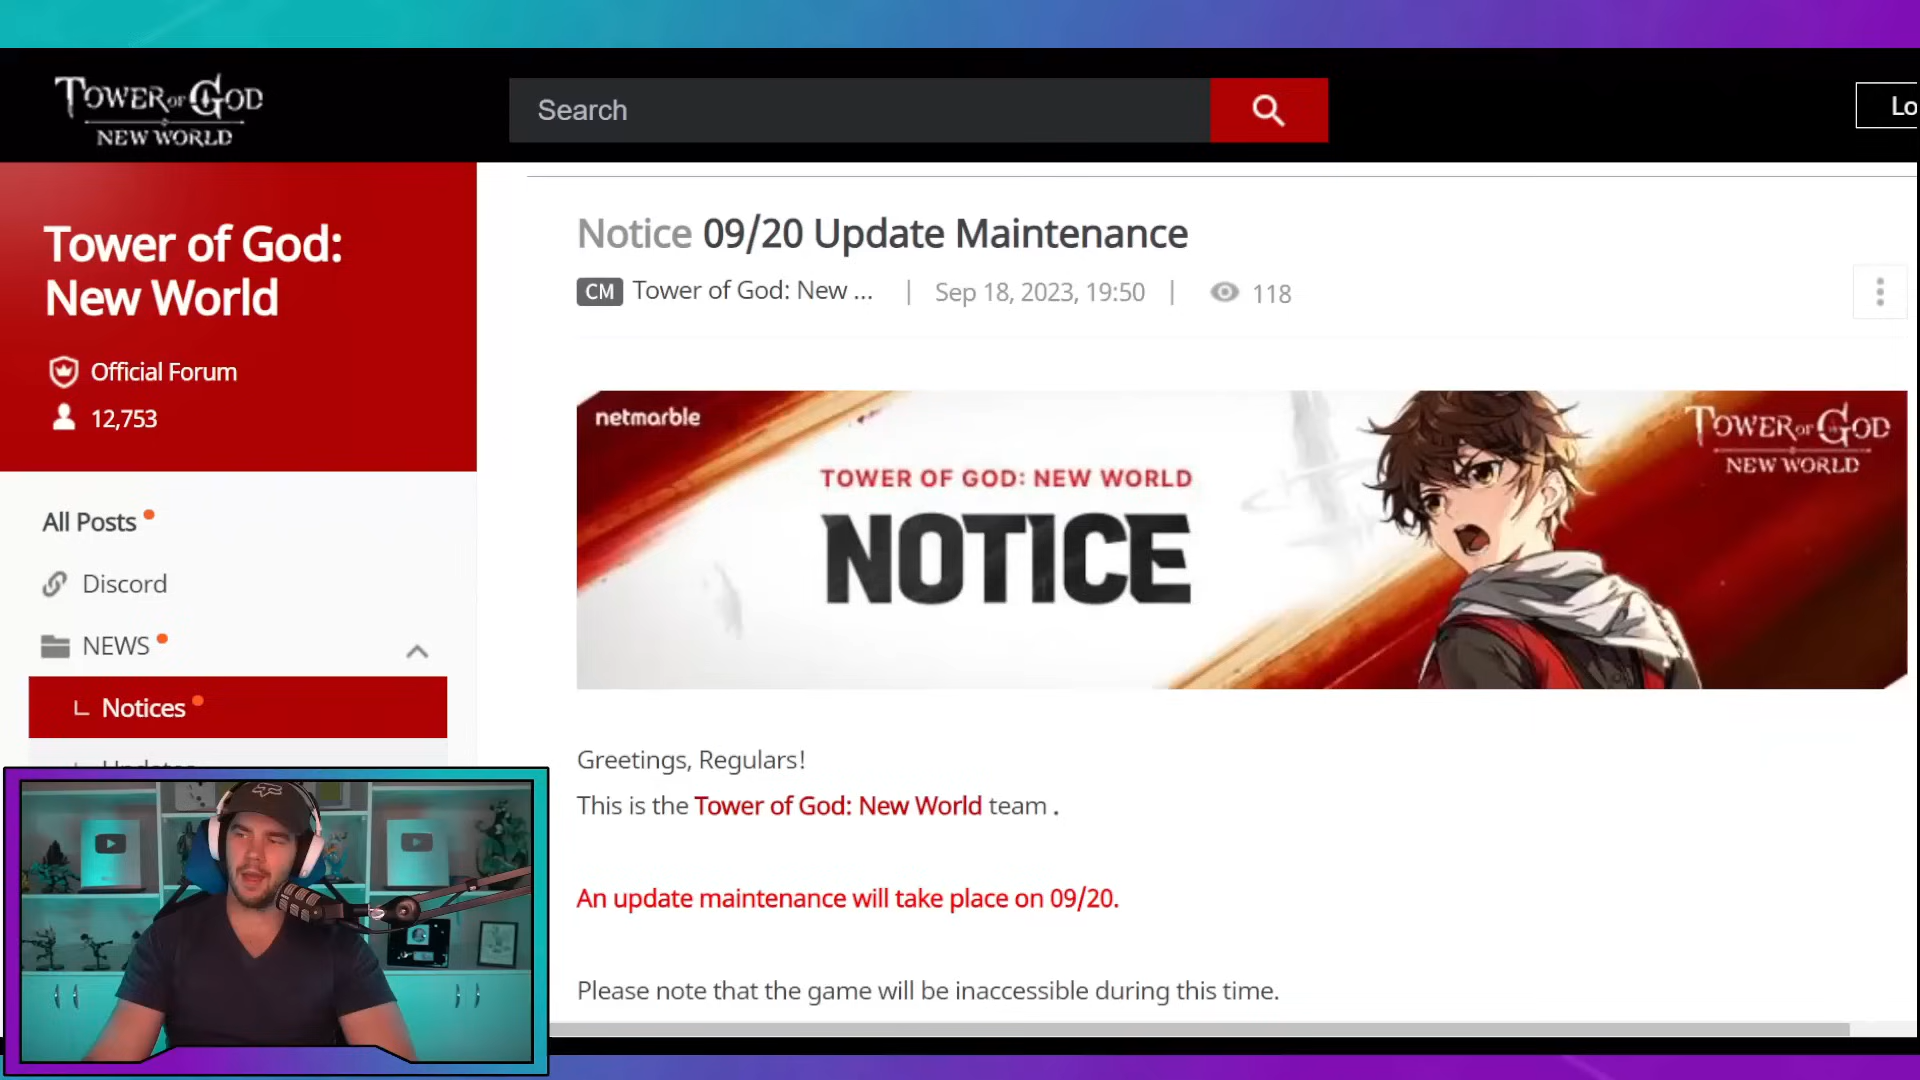 TOWER OF GOD
NEW WORLD
Search
Lo
Tower of God:
New World
Official Forum
12,753
All Posts
Discord
NEWS
Notices
Updates
Notice 09/20 Update Maintenance
CM Tower of God: New ... | Sep 18, 2023, 19:50 | 118
netmarble
TOWER OF GOD: NEW WORLD
NOTICE
TOWER OF GOD
NEW WORLD
Greetings, Regulars!
This is the Tower of God: New World team .
An update maintenance will take place on 09/20.
Please note that the game will be inaccessible during this time.